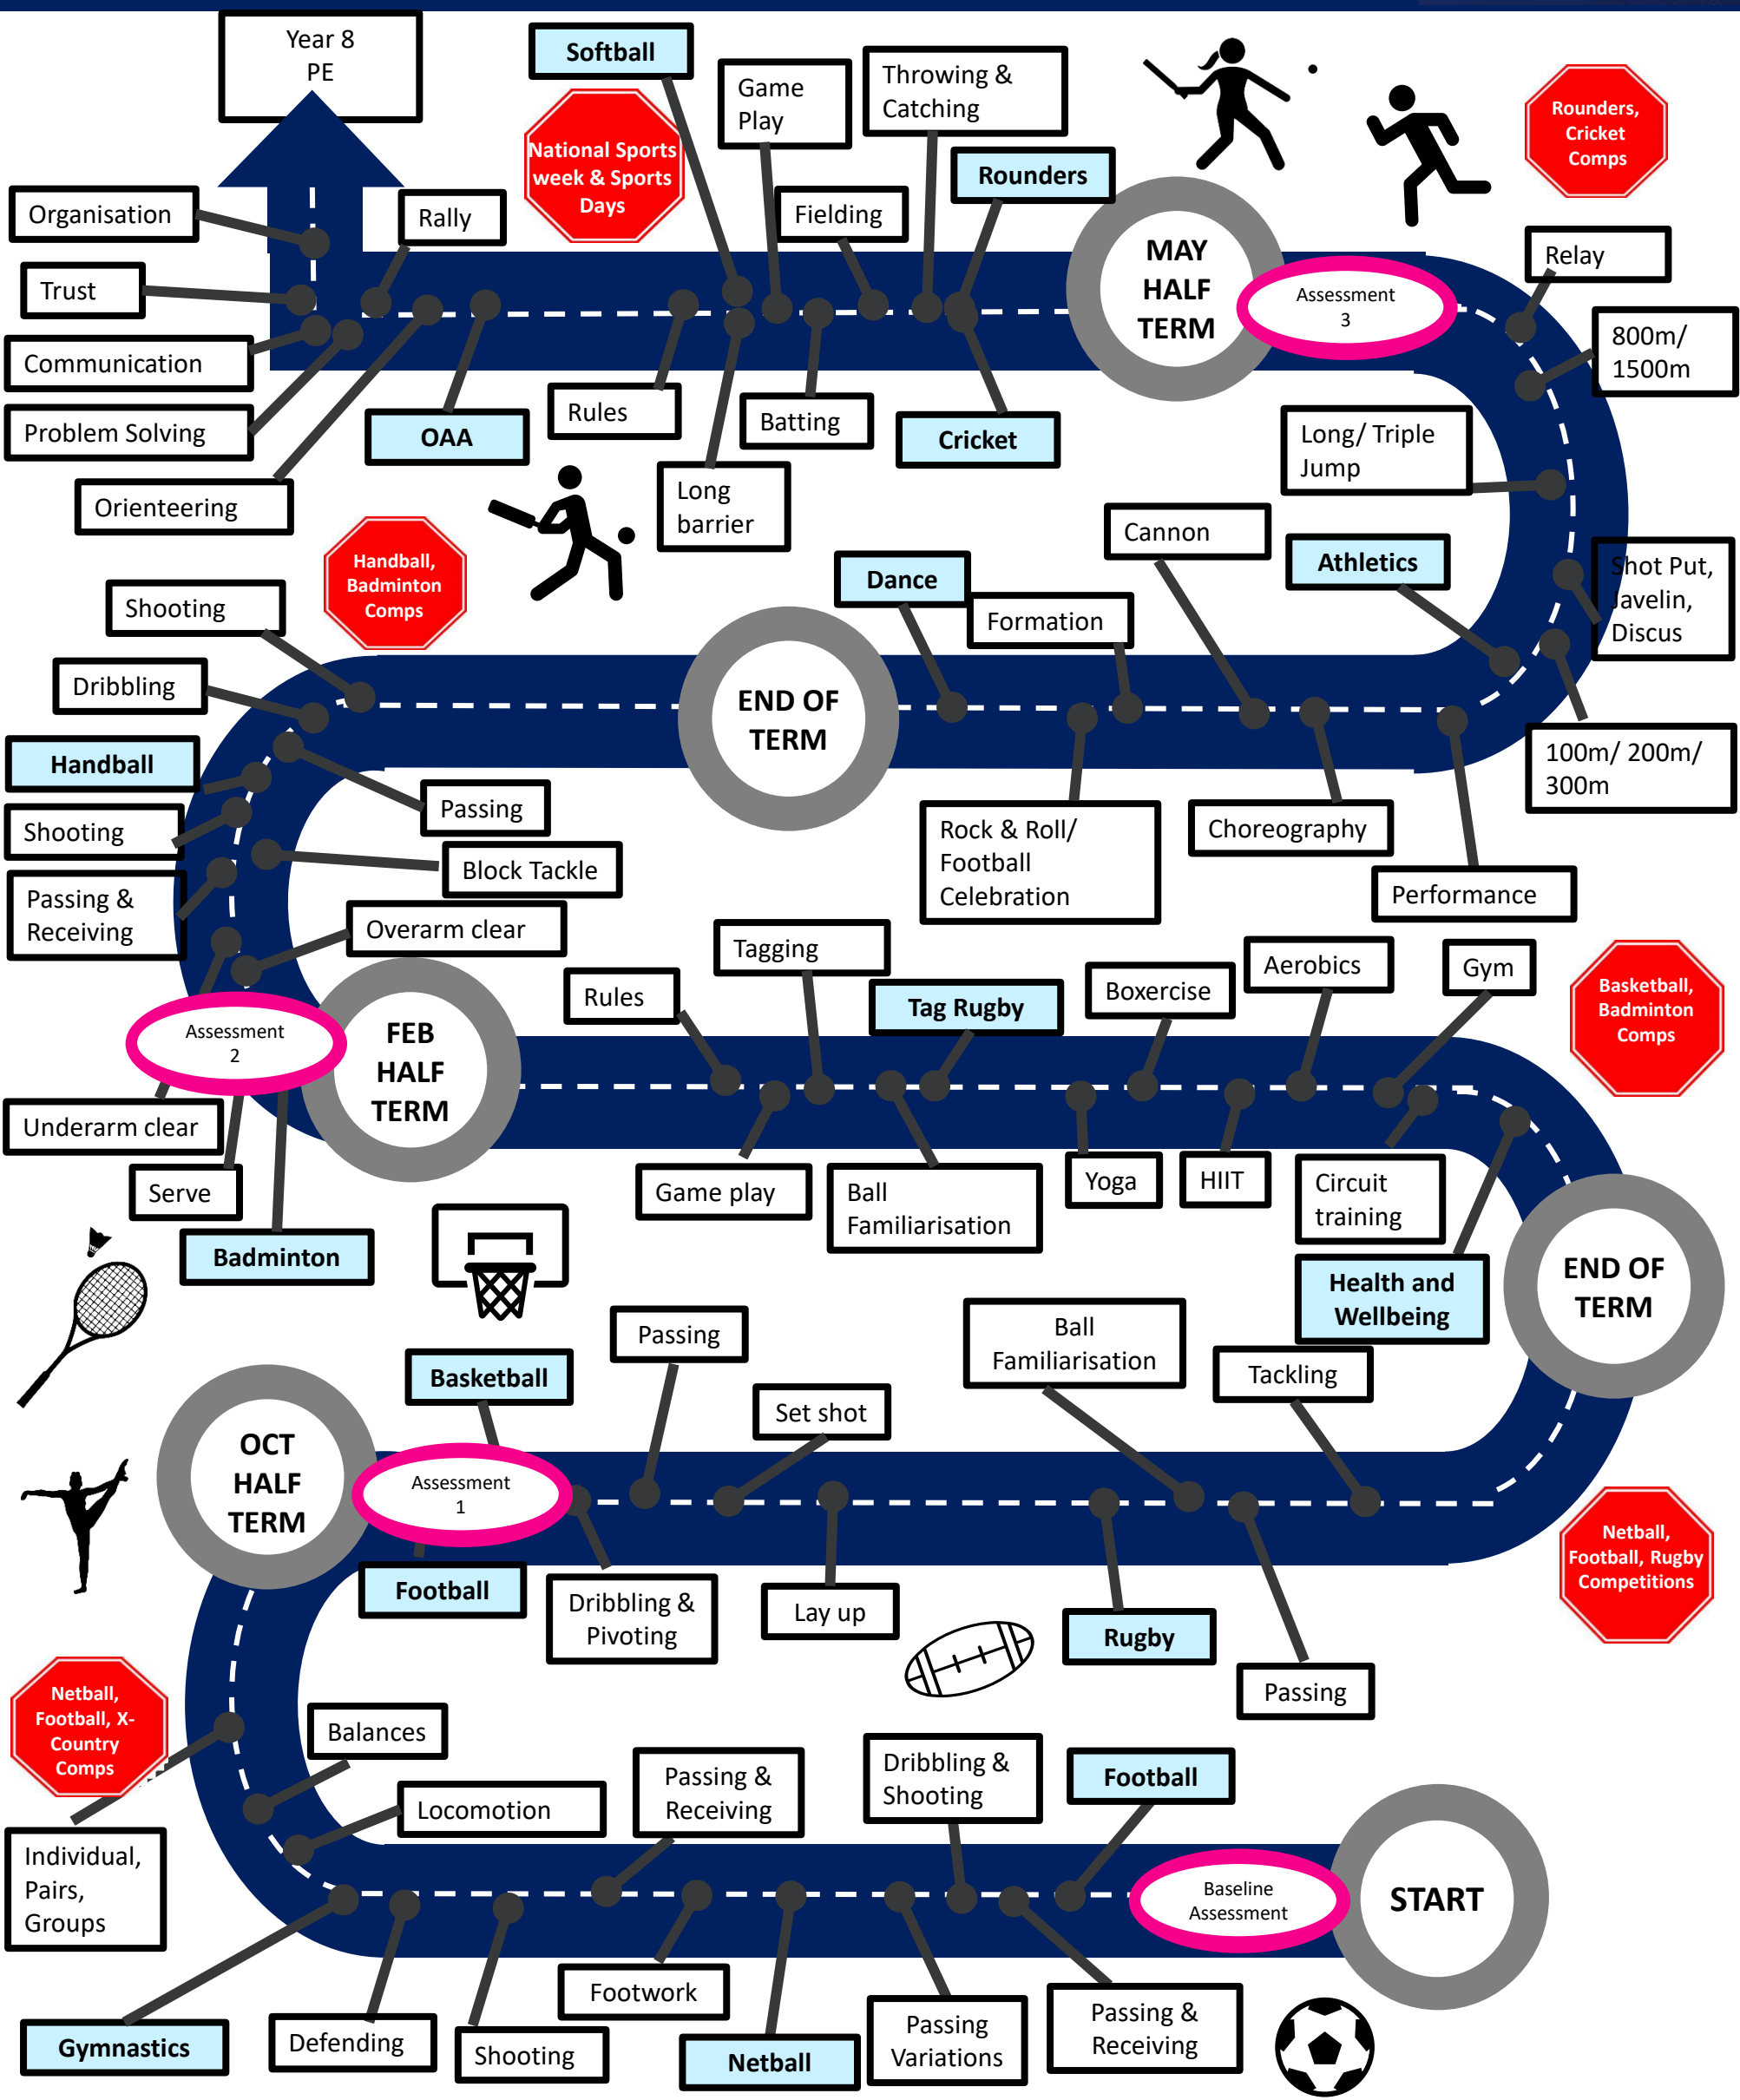 Year 8
PE
Softball
Game
Play
Throwing &
Catching
Rounders,
Cricket
Comps
National Sports
week & Sports
Days
Rounders
Organisation
Rally
Fielding
MAY
HALF
TERM
Assessment
3
Relay
Trust
Communication
800m/
1500m
Problem Solving
OAA
Rules
Batting
Cricket
Long/ Triple
Jump
Orienteering
Long
barrier
Cannon
Athletics
Handball,
Badminton
Comps
Dance
Shot Put,
Javelin,
Discus
Shooting
Formation
Dribbling
END OF
TERM
Handball
100m/ 200m/
300m
Passing
Shooting
Rock & Roll/
Football
Celebration
Choreography
Block Tackle
Passing &
Receiving
Performance
Overarm clear
Tagging
Rules
Tag Rugby
Boxercise
Aerobics
Gym
Basketball,
Badminton
Comps
Assessment
2
FEB
HALF
TERM
Underarm clear
Serve
Game play
Ball
Familiarisation
Yoga
HIIT
Circuit
training
Badminton
Health and
Wellbeing
END OF
TERM
Passing
Ball
Familiarisation
Basketball
Tackling
Set shot
OCT
HALF
TERM
Assessment
1
Netball,
Football, Rugby
Competitions
Football
Dribbling &
Pivoting
Lay up
Rugby
Passing
Netball,
Football, X-
Country
Comps
Balances
Passing &
Receiving
Dribbling &
Shooting
Football
Locomotion
Individual,
Pairs,
Groups
Baseline
Assessment
START
Footwork
Gymnastics
Defending
Shooting
Netball
Passing
Variations
Passing &
Receiving